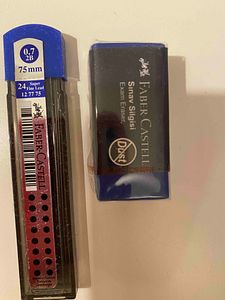 0.7
2B
75mm
24 Super
Fine Lead
12 77 75
FABER-CASTELL
FABER-CASTELL
Sınav Silgisi
Exam Eraser
Dust